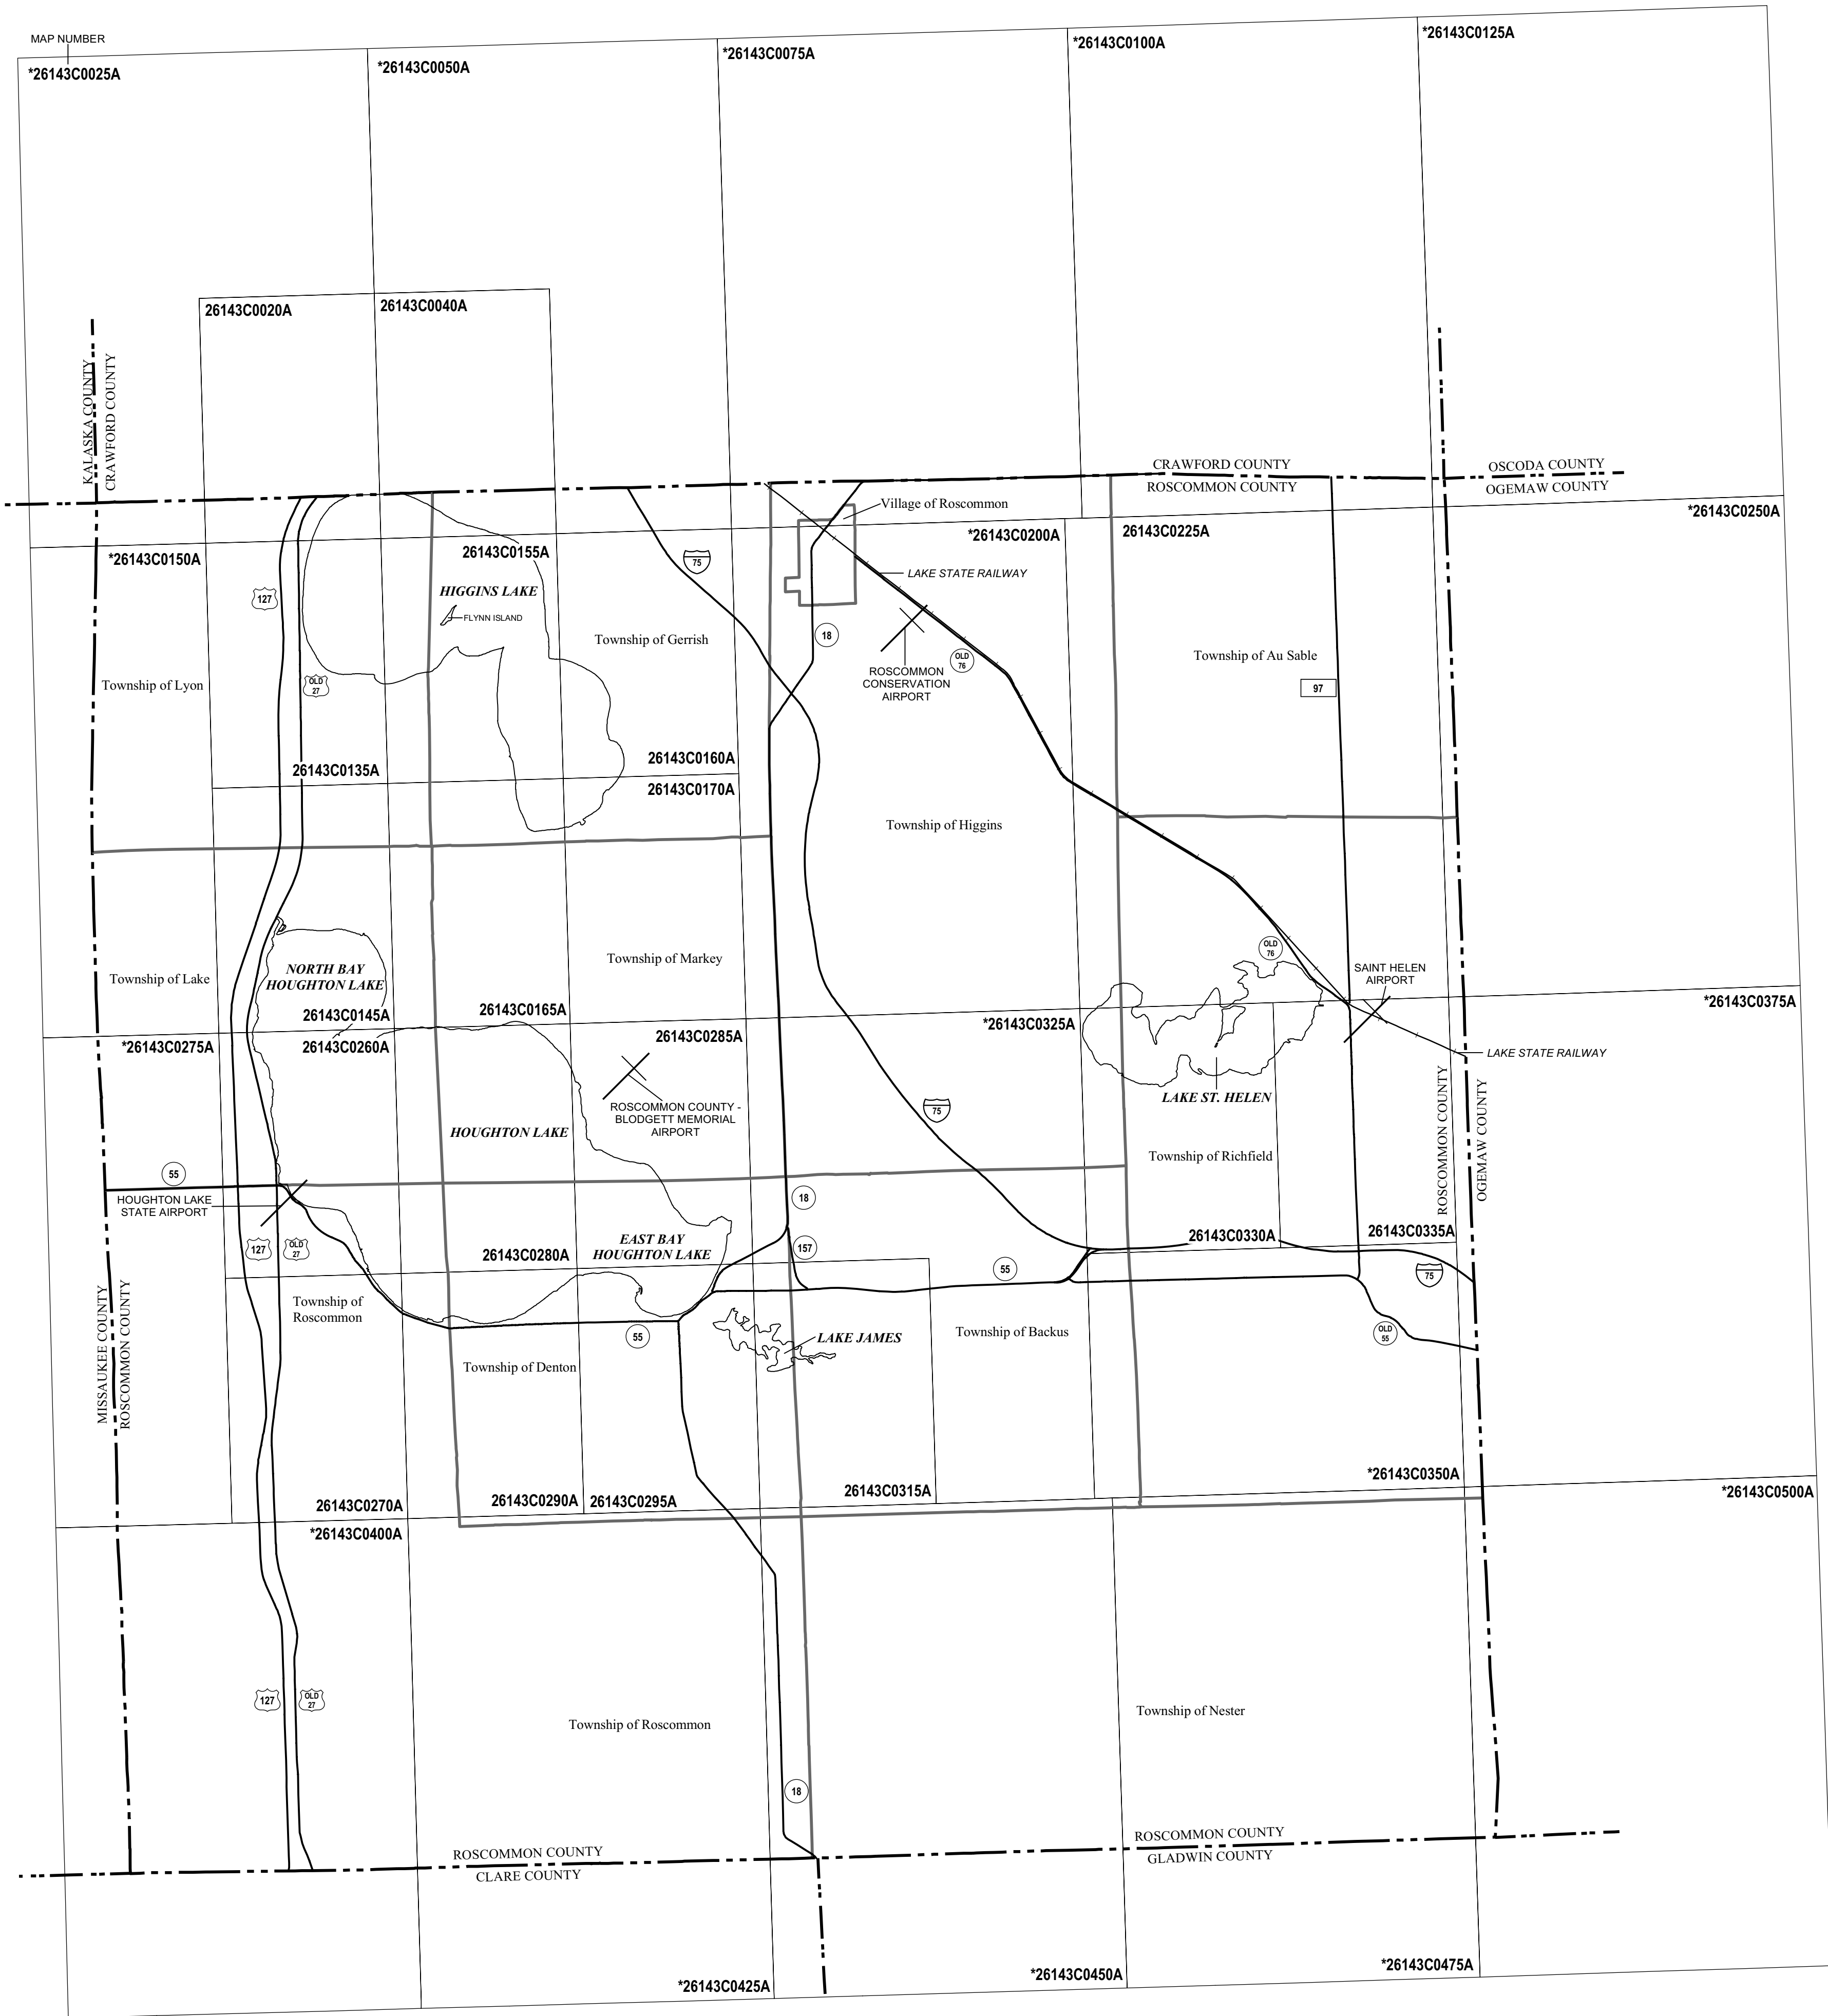 MAP NUMBER
*26143C0025A
*26143C0050A
*26143C0075A
*26143C0100A
*26143C0125A
26143C0020A
26143C0040A
KALASKA COUNTY
CRAWFORD COUNTY
CRAWFORD COUNTY
ROSCOMMON COUNTY
OSCODA COUNTY
OGEMAW COUNTY
Village of Roscommon
*26143C0150A
26143C0155A
*26143C0200A
26143C0225A
*26143C0250A
75
LAKE STATE RAILWAY
HIGGINS LAKE
FLYNN ISLAND
127
18
Township of Gerrish
OLD
76
ROSCOMMON
CONSERVATION
AIRPORT
Township of Au Sable
97
Township of Lyon
OLD
27
26143C0135A
26143C0160A
26143C0170A
Township of Higgins
Township of Lake
NORTH BAY
HOUGHTON LAKE
Township of Markey
OLD
76
SAINT HELEN
AIRPORT
26143C0145A
26143C0165A
*26143C0375A
*26143C0275A
26143C0260A
26143C0285A
*26143C0325A
LAKE STATE RAILWAY
ROSCOMMON COUNTY -
BLODGETT MEMORIAL
AIRPORT
75
LAKE ST. HELEN
HOUGHTON LAKE
ROSCOMMON COUNTY
OGEMAW COUNTY
Township of Richfield
55
HOUGHTON LAKE
STATE AIRPORT
18
127
OLD
27
EAST BAY
HOUGHTON LAKE
157
26143C0280A
26143C0330A
26143C0335A
55
75
MISSAUKEE COUNTY
ROSCOMMON COUNTY
Township of
Roscommon
55
LAKE JAMES
Township of Backus
OLD
55
Township of Denton
26143C0270A
26143C0290A
26143C0295A
26143C0315A
*26143C0350A
*26143C0500A
*26143C0400A
127
OLD
27
Township of Roscommon
Township of Nester
18
ROSCOMMON COUNTY
CLARE COUNTY
ROSCOMMON COUNTY
GLADWIN COUNTY
*26143C0425A
*26143C0450A
*26143C0475A